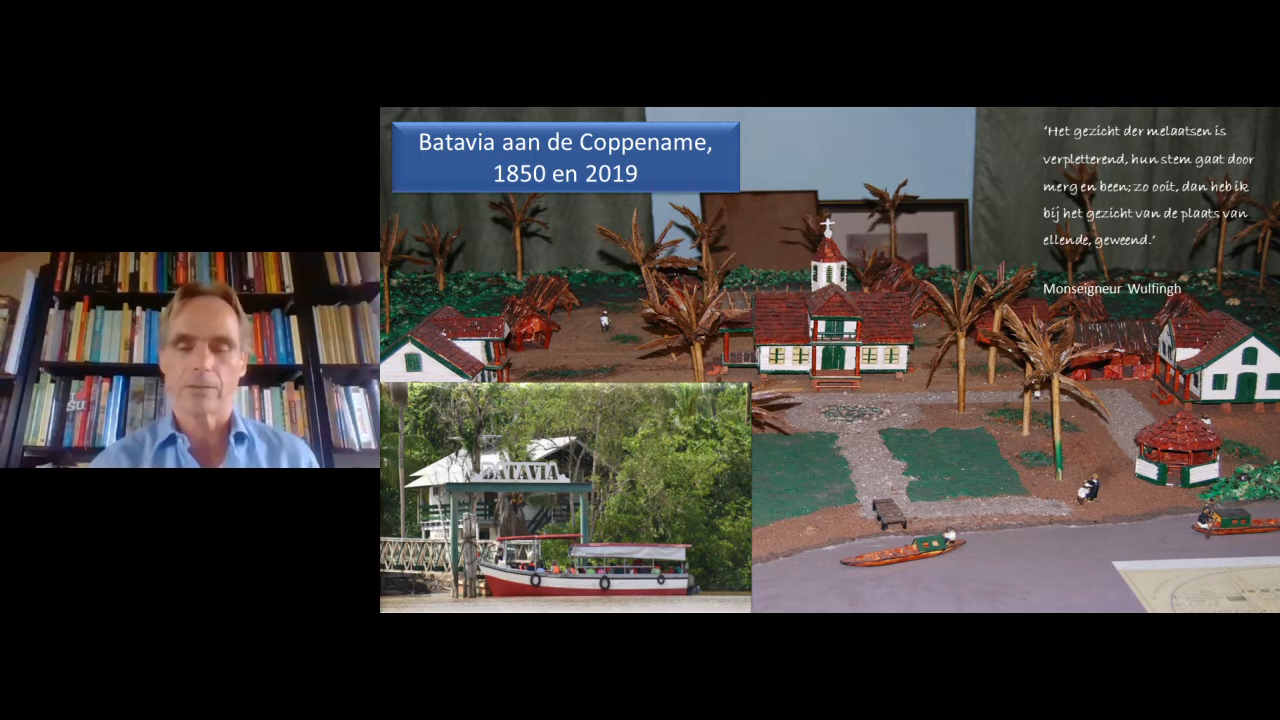 Batavia aan de Coppename,
1850 en 2019
‘Het gezicht der melaatsen is
verpletterend, hun stem gaat door
merg en been; zo ooit, dan heb ik
bij het gezicht van de plaats van
ellende, geweend.’
Monseigneur Wulfingh
SU
BATAVIA